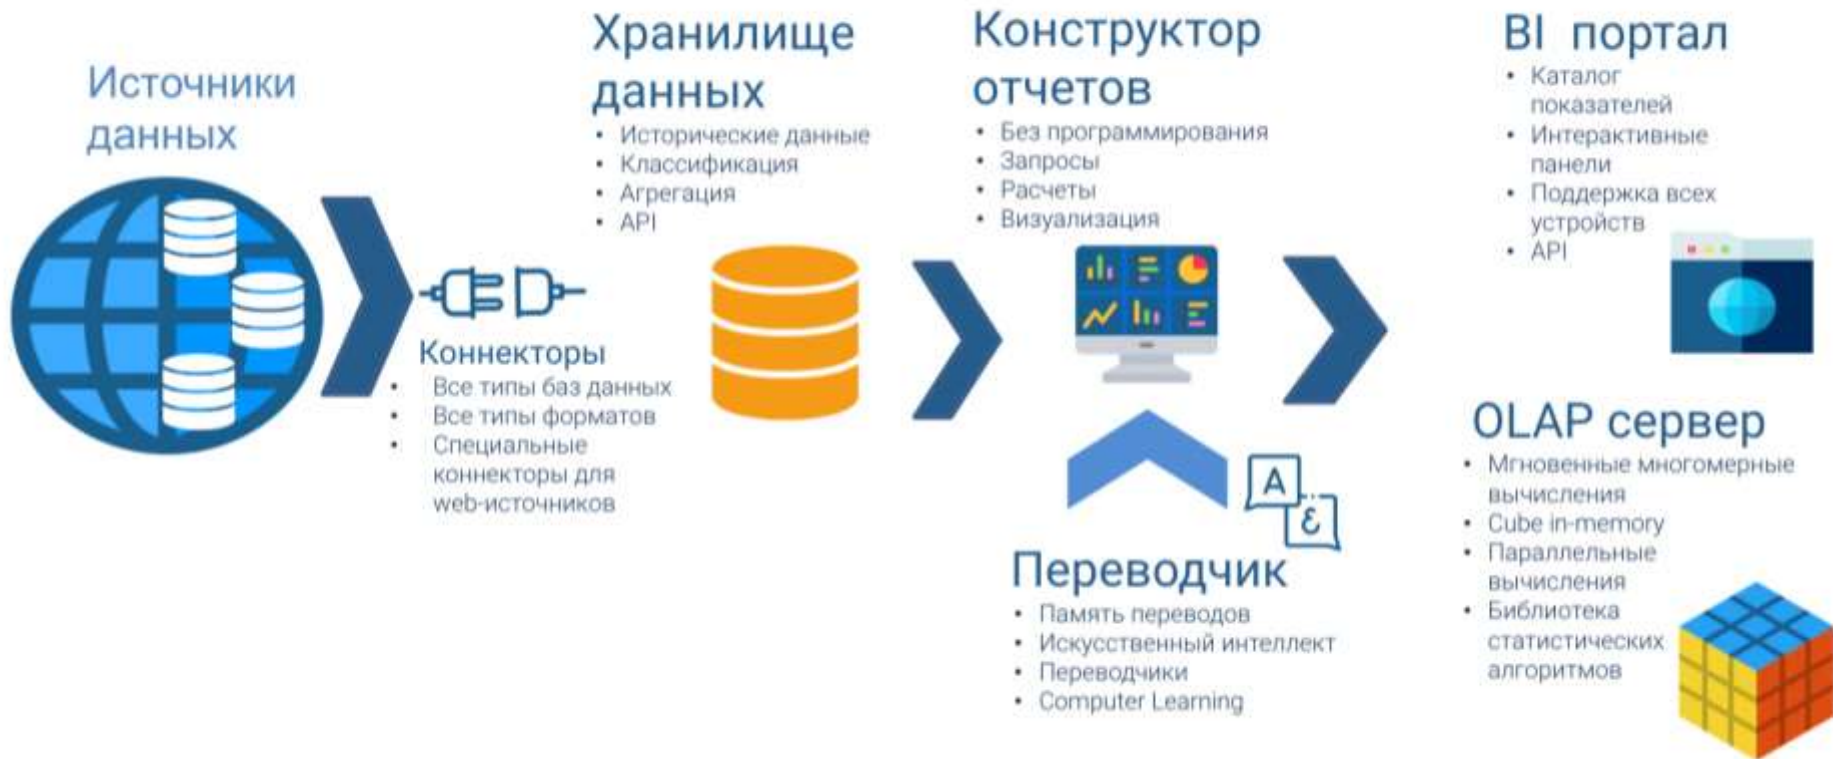 Источники
данных
Коннекторы
Все типы баз данных
Все типы форматов
Специальные
коннекторы для
web-источников
Хранилище
данных
Исторические данные
Классификация
Агрегация
API
Конструктор
отчетов
Без программирования
Запросы
Расчеты
Визуализация
A
Переводчик
Память переводов
Искусственный интеллект
Переводчики
Computer Learning
BI портал
Каталог
показателей
Интерактивные
панели
Поддержка всех
устройств
API
OLAP сервер
Мгновенные многомерные
вычисления
Cube in-memory
Параллельные
вычисления
Библиотека
статистических
алгоритмов